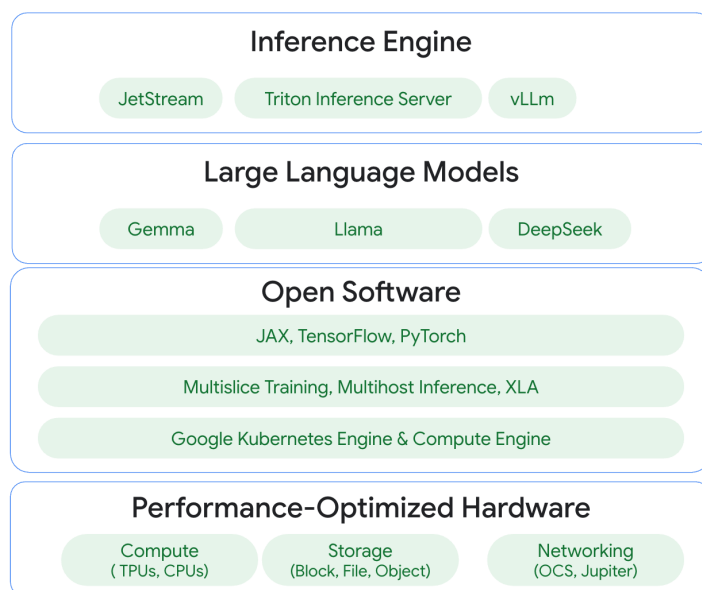 Inference Engine
JetStream Triton Inference Server vLLm
Large Language Models
Gemma Llama DeepSeek
Open Software
JAX, TensorFlow, PyTorch
Multislice Training, Multihost Inference, XLA
Google Kubernetes Engine & Compute Engine
Performance-Optimized Hardware
Compute Storage Networking
( TPUs, CPUs) (Block, File, Object) (OCS, Jupiter)